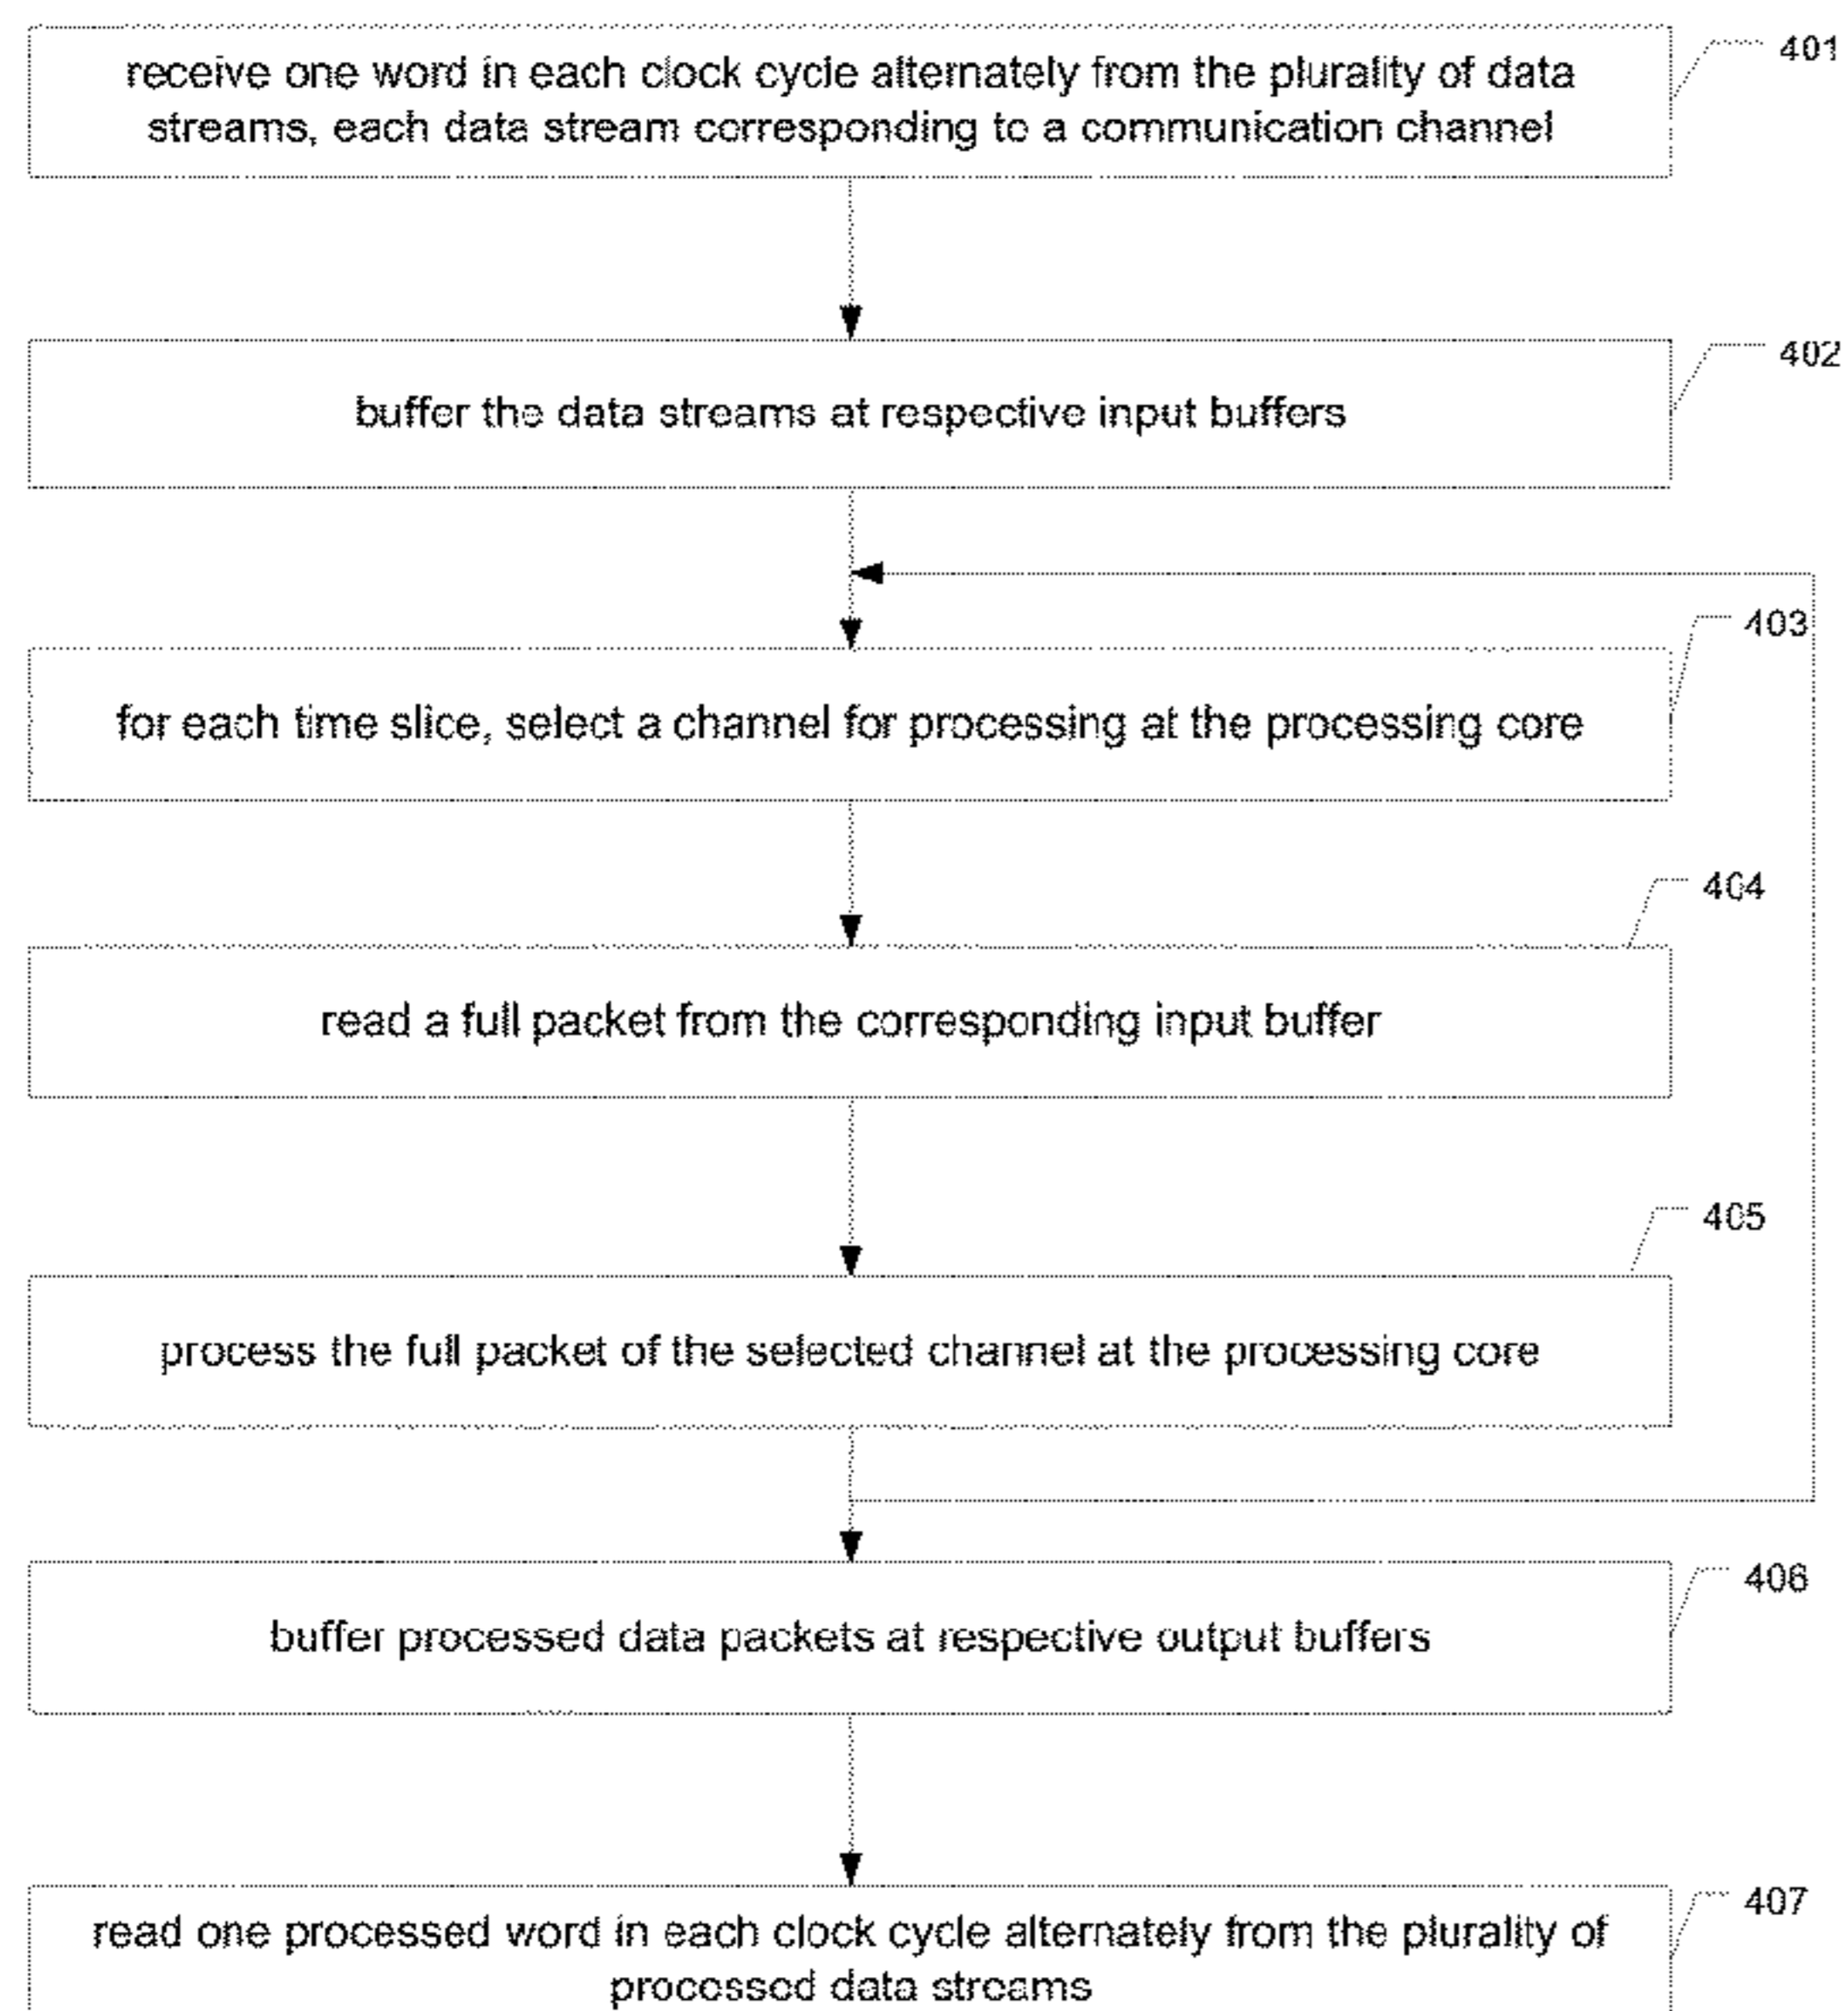 receive one word in each clock cycle alternately from the plurality of data
streams, each data stream corresponding to a communication channel
401
buffer the data streams at respective input buffers
402
for each time slice, select a channel for processing at the processing core
403
read a full packet from the corresponding input buffer
404
process the full packet of the selected channel at the processing core
405
buffer processed data packets at respective output buffers
406
read one processed word in each clock cycle alternately from the plurality of
processed data streams
407